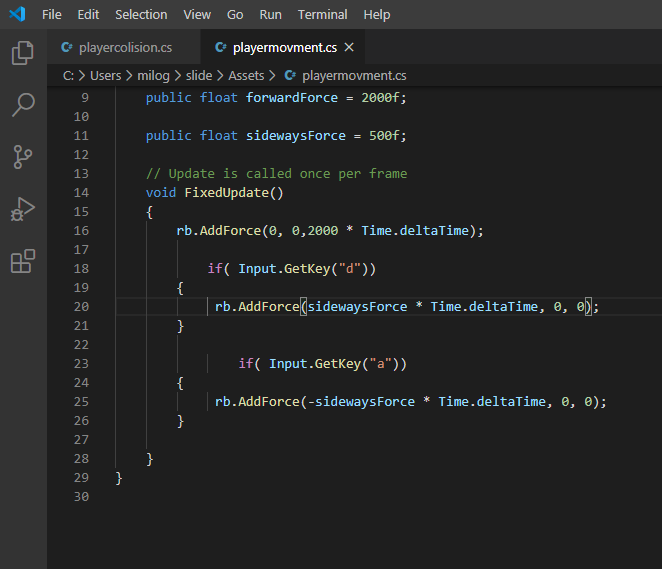 File Edit Selection View Go Run Terminal Help
C# playercolision.cs C# playermovment.cs ×
C: > Users > milog > slide > Assets > C# playermovment.cs
9 public float forwardForce = 2000f;
10
11 public float sidewaysForce = 500f;
12
13 // Update is called once per frame
14 void FixedUpdate()
15 {
16 rb.AddForce(0, 0,2000 * Time.deltaTime);
17
18 if( Input.GetKey("d"))
19 {
20 rb.AddForce(sidewaysForce * Time.deltaTime, 0, 0);
21 }
22
23 if( Input.GetKey("a"))
24 {
25 rb.AddForce(-sidewaysForce * Time.deltaTime, 0, 0);
26 }
27
28 }
29 }
30